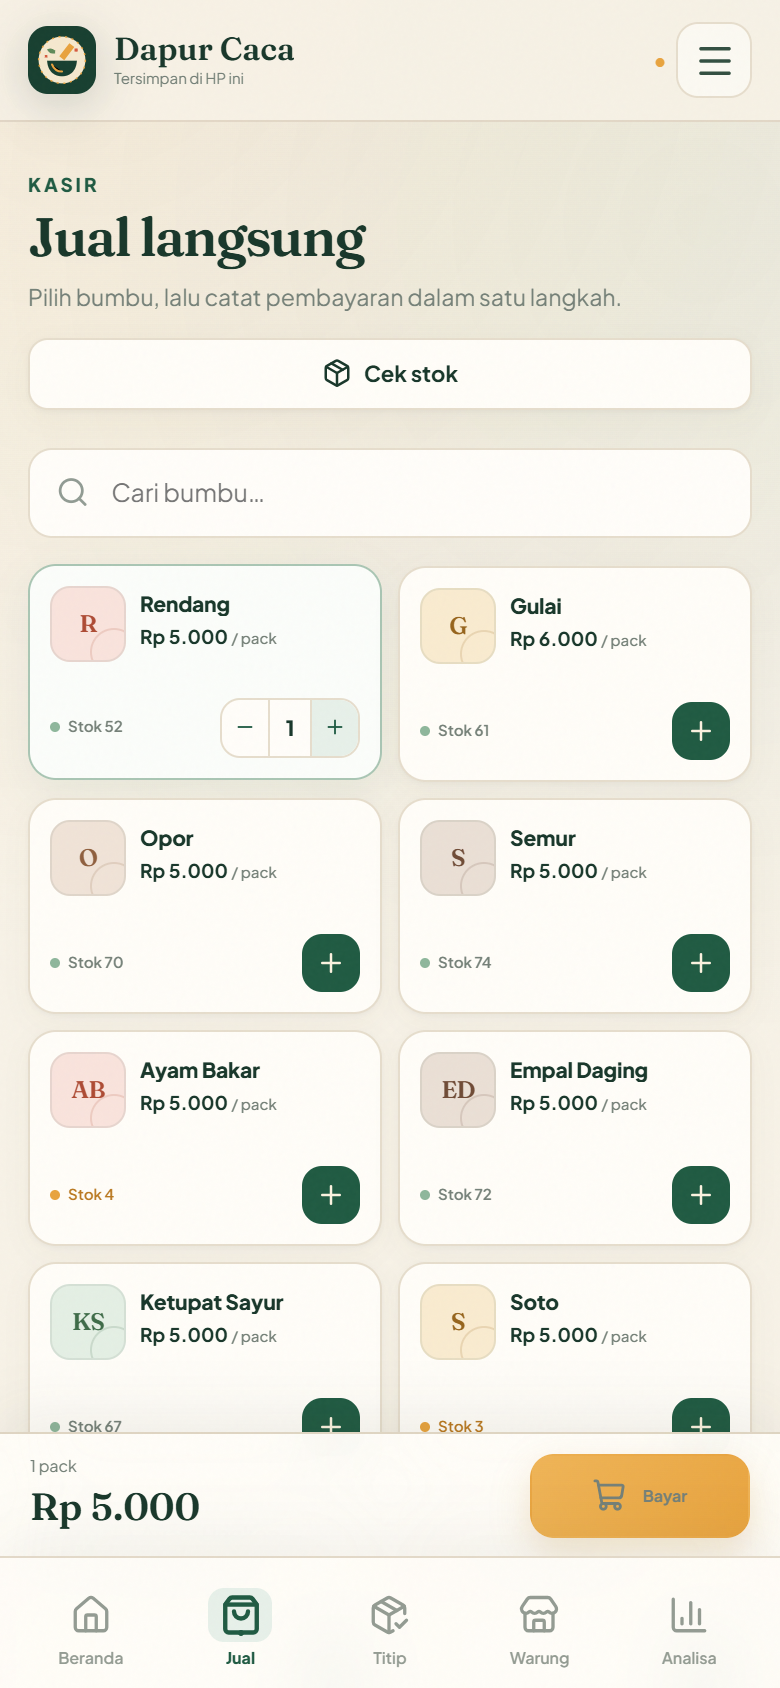 Dapur Caca
Tersimpan di HP ini
KASIR
Jual langsung
Pilih bumbu, lalu catat pembayaran dalam satu langkah.
Cek stok
Cari bumbu...
R
Rendang
Rp 5.000 / pack
Stok 52
− 1 +
G
Gulai
Rp 6.000 / pack
Stok 61
+
O
Opor
Rp 5.000 / pack
Stok 70
+
S
Semur
Rp 5.000 / pack
Stok 74
+
AB
Ayam Bakar
Rp 5.000 / pack
Stok 4
+
ED
Empal Daging
Rp 5.000 / pack
Stok 72
+
KS
Ketupat Sayur
Rp 5.000 / pack
Stok 67
+
S
Soto
Rp 5.000 / pack
Stok 3
+
1 pack
Rp 5.000
Bayar
Beranda
Jual
Titip
Warung
Analisa